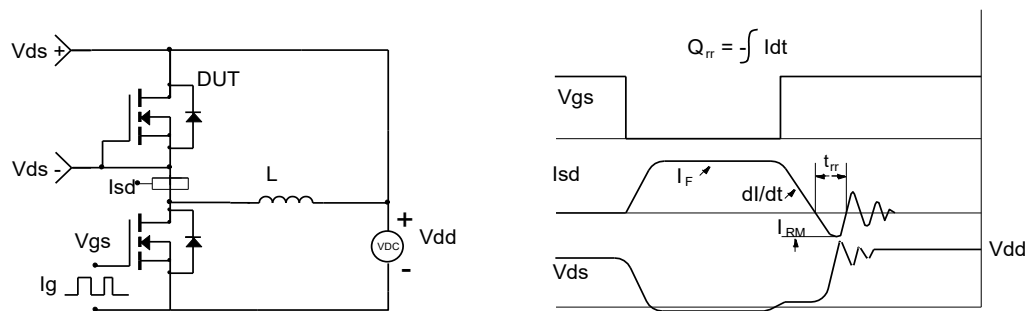 Vds +
DUT
Vds -
Isd
L
Vgs
Ig
+
VDC
-
Vdd
Qrr = -∫ Idt
Vgs
Isd
IF
trr
dI/dt
IRM
Vdd
Vds